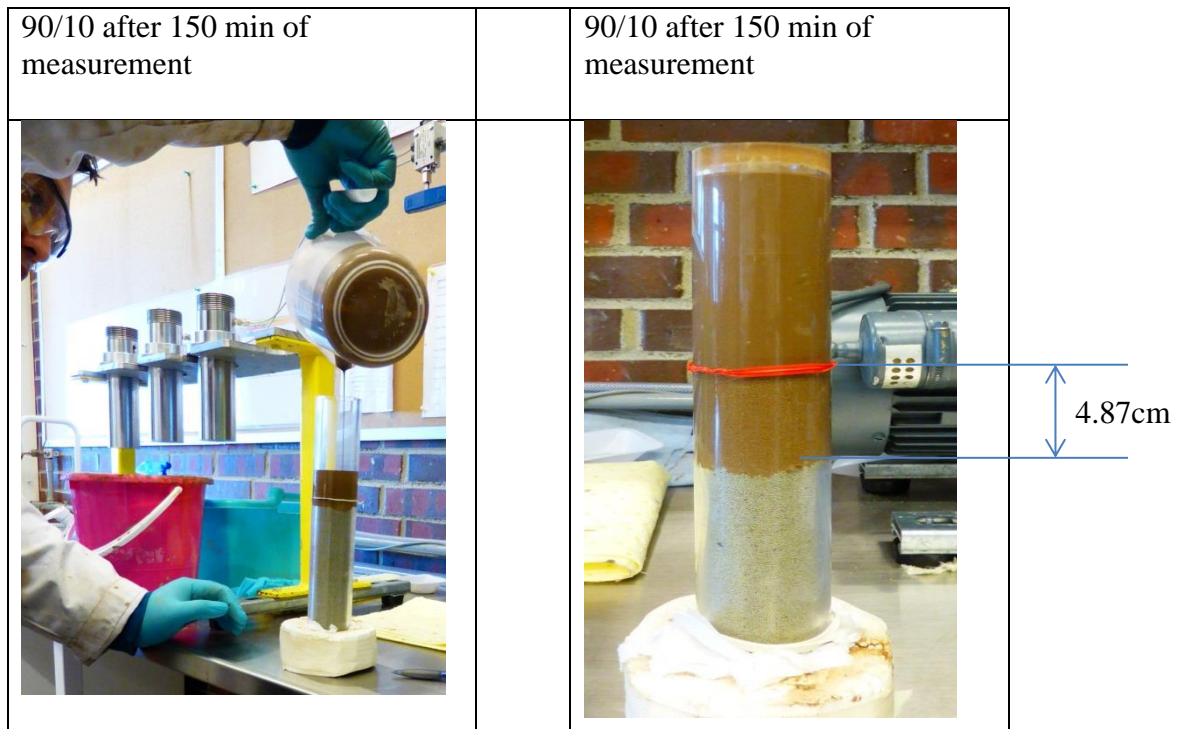 90/10 after 150 min of
measurement
90/10 after 150 min of
measurement
4.87cm